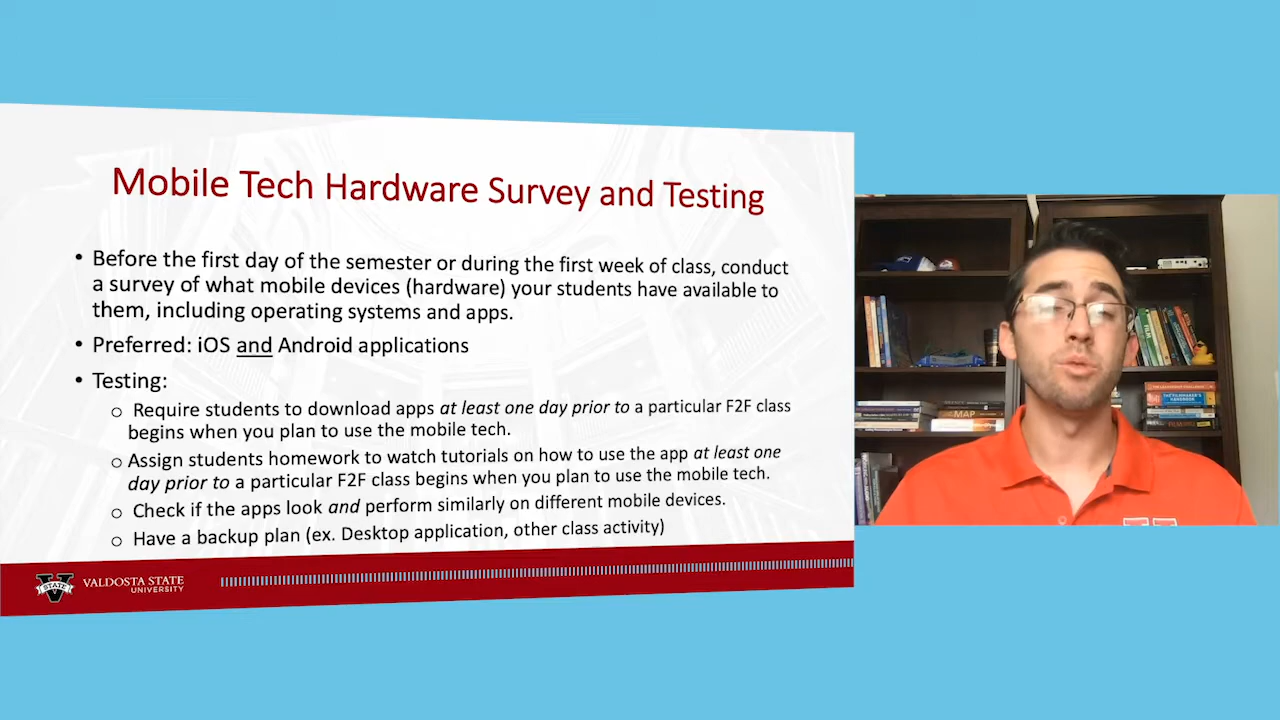 Mobile Tech Hardware Survey and Testing
• Before the first day of the semester or during the first week of class, conduct
a survey of what mobile devices (hardware) your students have available to
them, including operating systems and apps.
• Preferred: iOS and Android applications
• Testing:
o Require students to download apps at least one day prior to a particular F2F class
begins when you plan to use the mobile tech.
o Assign students homework to watch tutorials on how to use the app at least one
day prior to a particular F2F class begins when you plan to use the mobile tech.
o Check if the apps look and perform similarly on different mobile devices.
o Have a backup plan (ex. Desktop application, other class activity)
V
STATE
VALDOSTA STATE
UNIVERSITY
MAP